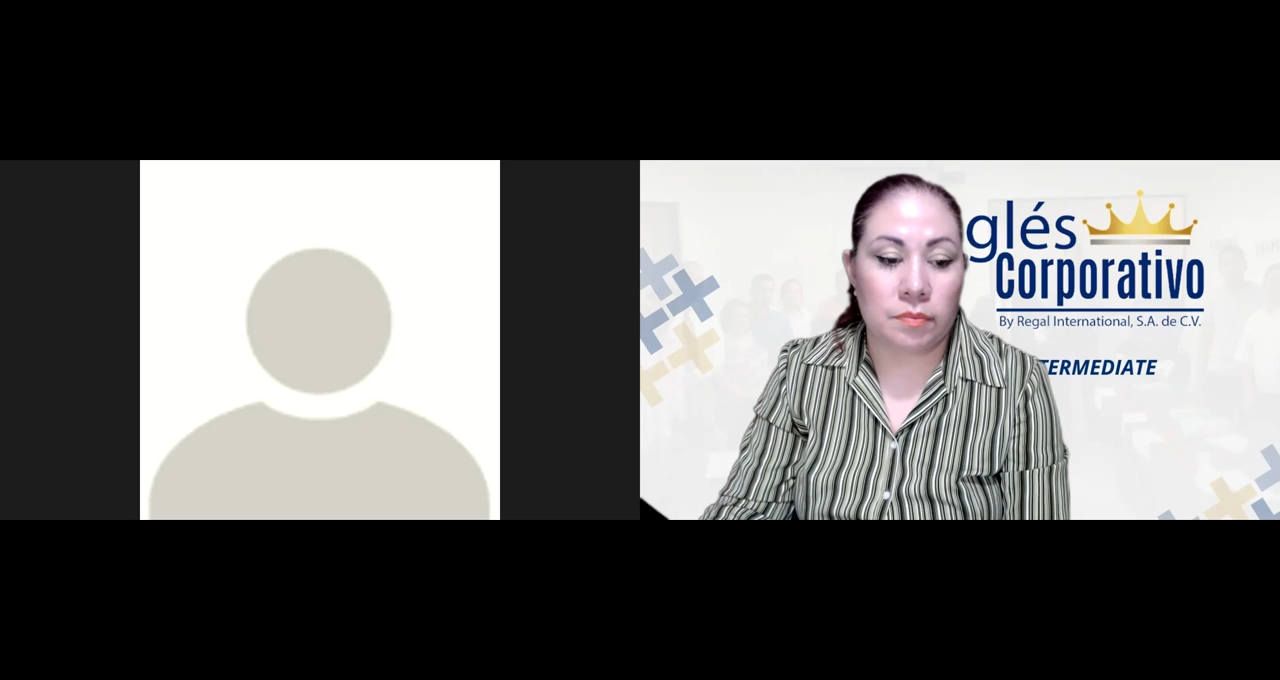 glés
Corporativo
By Regal International, S.A. de C.V.
TERMEDIATE